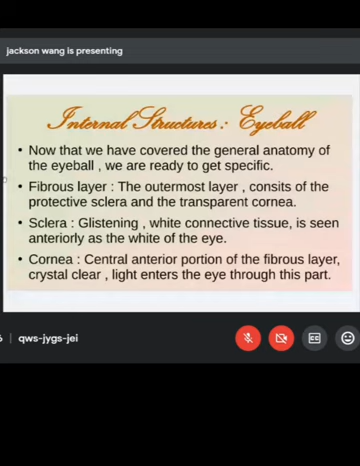 jackson wang is presenting
Internal Structures: Eyeball
• Now that we have covered the general anatomy of
the eyeball , we are ready to get specific.
• Fibrous layer : The outermost layer , consits of the
protective sclera and the transparent cornea.
• Sclera : Glistening , white connective tissue, is seen
anteriorly as the white of the eye.
• Cornea : Central anterior portion of the fibrous layer,
crystal clear , light enters the eye through this part.
| qws-jygs-jei